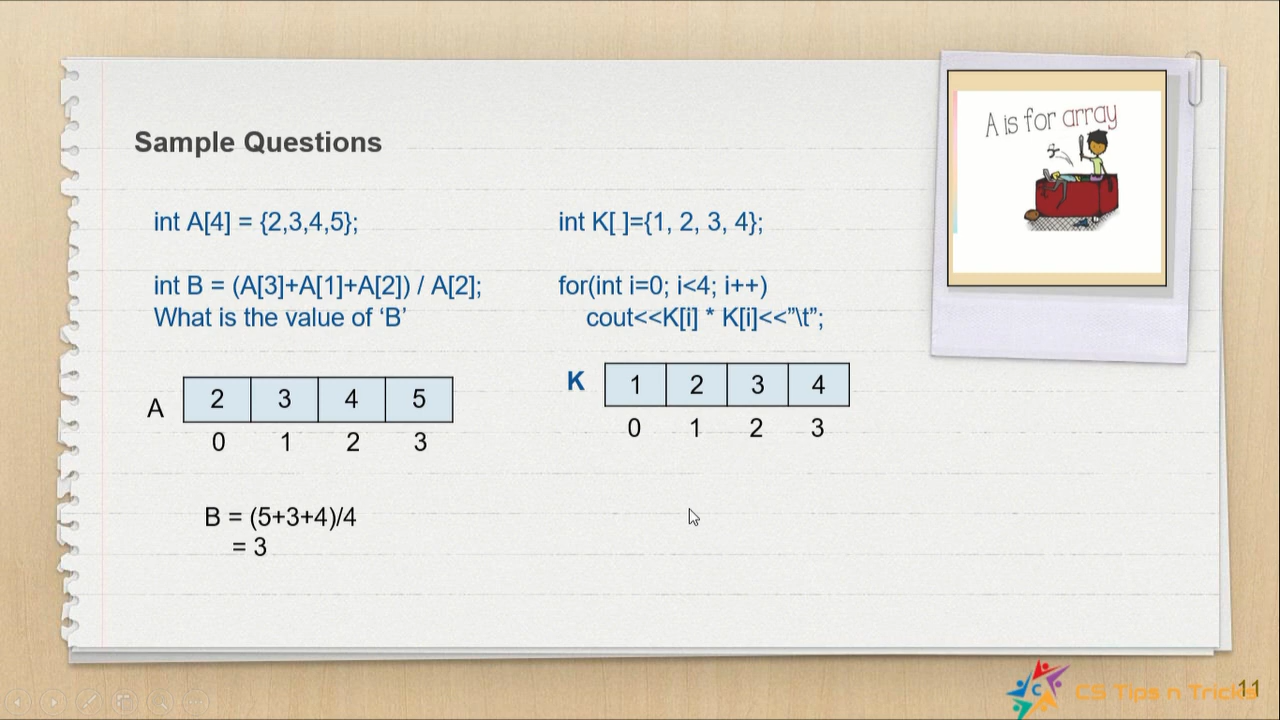 Sample Questions
A is for array
int A[4] = {2,3,4,5};
int B = (A[3]+A[1]+A[2]) / A[2];
What is the value of ‘B’
A 2 3 4 5
0 1 2 3
B = (5+3+4)/4
= 3
int K[ ]={1, 2, 3, 4};
for(int i=0; i<4; i++)
cout<<K[i] * K[i]<<”\t”;
K 1 2 3 4
0 1 2 3
C CS Tips n Tricks
11